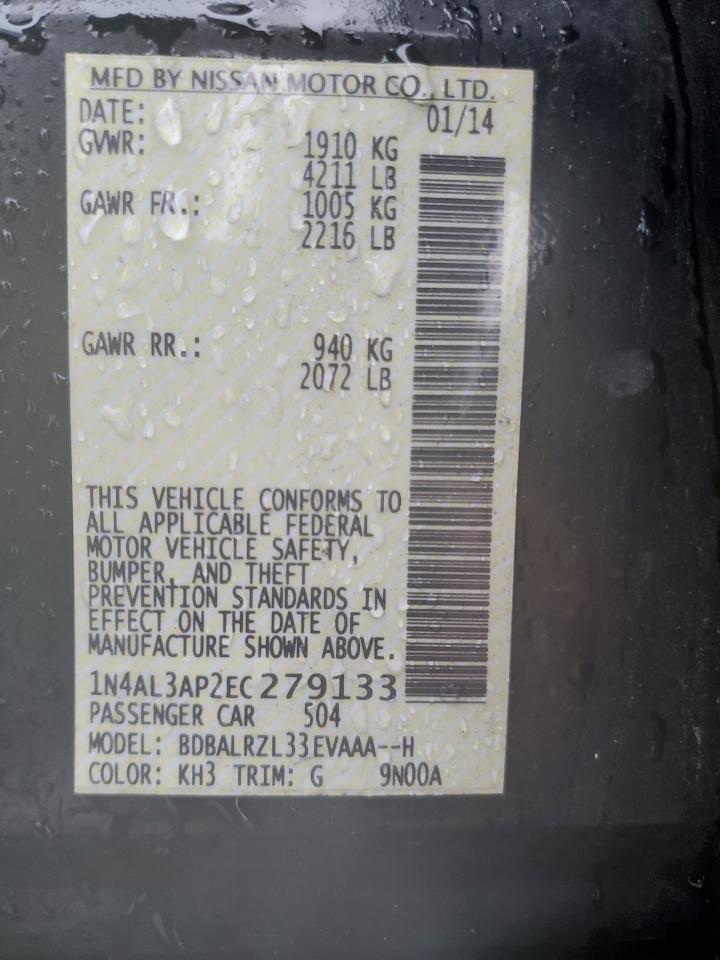 MFD BY NISSAN MOTOR CO., LTD.
DATE: 01/14
GVWR: 1910 KG
4211 LB
GAWR FR.: 1005 KG
2216 LB
GAWR RR.: 940 KG
2072 LB
THIS VEHICLE CONFORMS TO
ALL APPLICABLE FEDERAL
MOTOR VEHICLE SAFETY,
BUMPER, AND THEFT
PREVENTION STANDARDS IN
EFFECT ON THE DATE OF
MANUFACTURE SHOWN ABOVE.
1N4AL3AP2EC279133
PASSENGER CAR 504
MODEL: BDBALRZL33EVAAA--H
COLOR: KH3 TRIM: G 9N00A